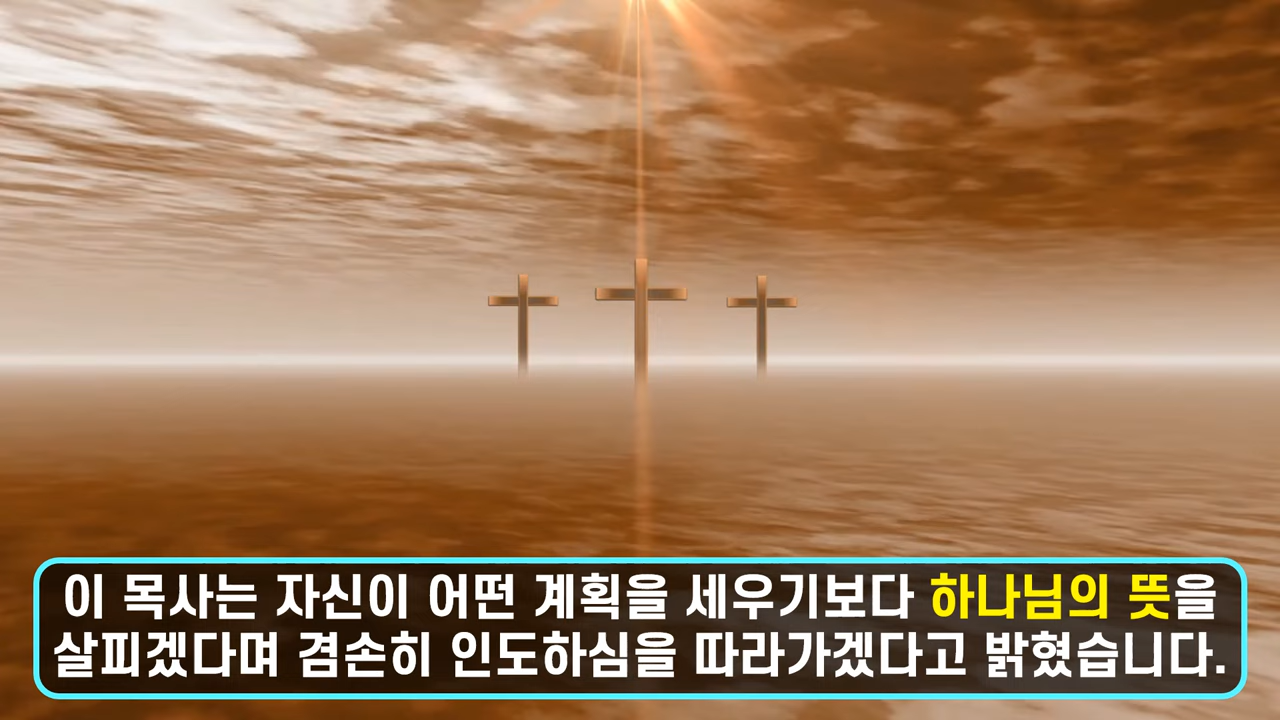 이 목사는 자신이 어떤 계획을 세우기보다 하나님의 뜻을
살피겠다며 겸손히 인도하심을 따라가겠다고 밝혔습니다.